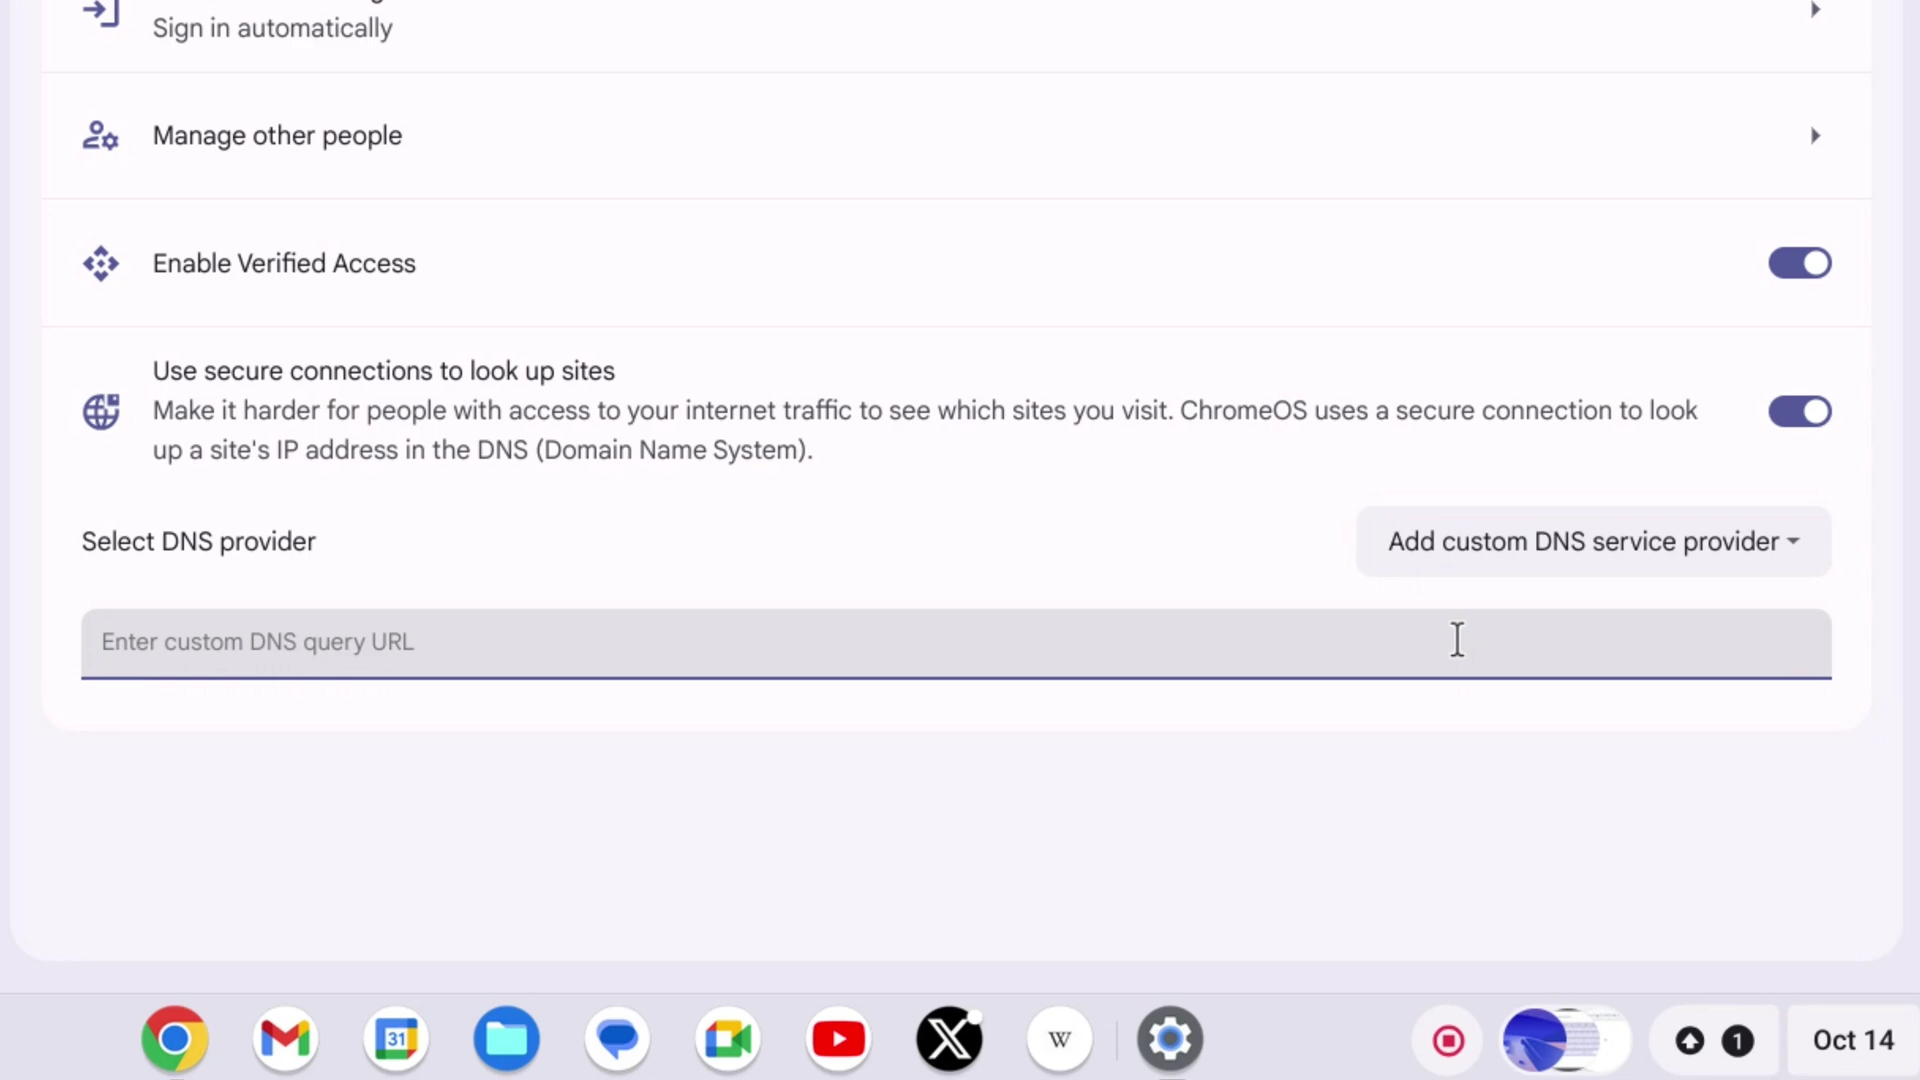 Sign in automatically
Manage other people
Enable Verified Access
Use secure connections to look up sites
Make it harder for people with access to your internet traffic to see which sites you visit. ChromeOS uses a secure connection to look
up a site's IP address in the DNS (Domain Name System).
Select DNS provider
Add custom DNS service provider
Enter custom DNS query URL
31
W
1
Oct 14